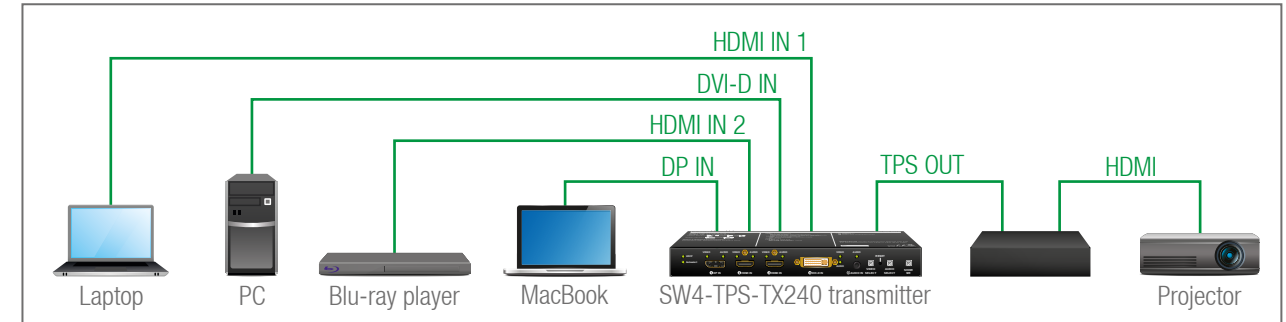 HDMI IN 1
DVI-D IN
HDMI IN 2
DP IN
TPS OUT
HDMI
Laptop
PC
Blu-ray player
MacBook
SW4-TPS-TX240 transmitter
Projector